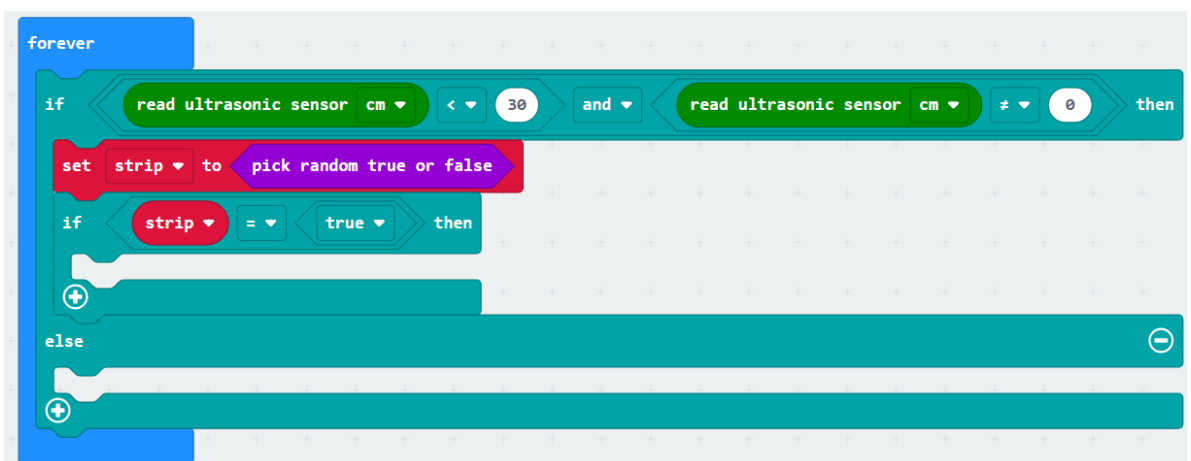 forever
if read ultrasonic sensor cm < 30 and read ultrasonic sensor cm ≠ 0 then
set strip to pick random true or false
if strip = true then
else